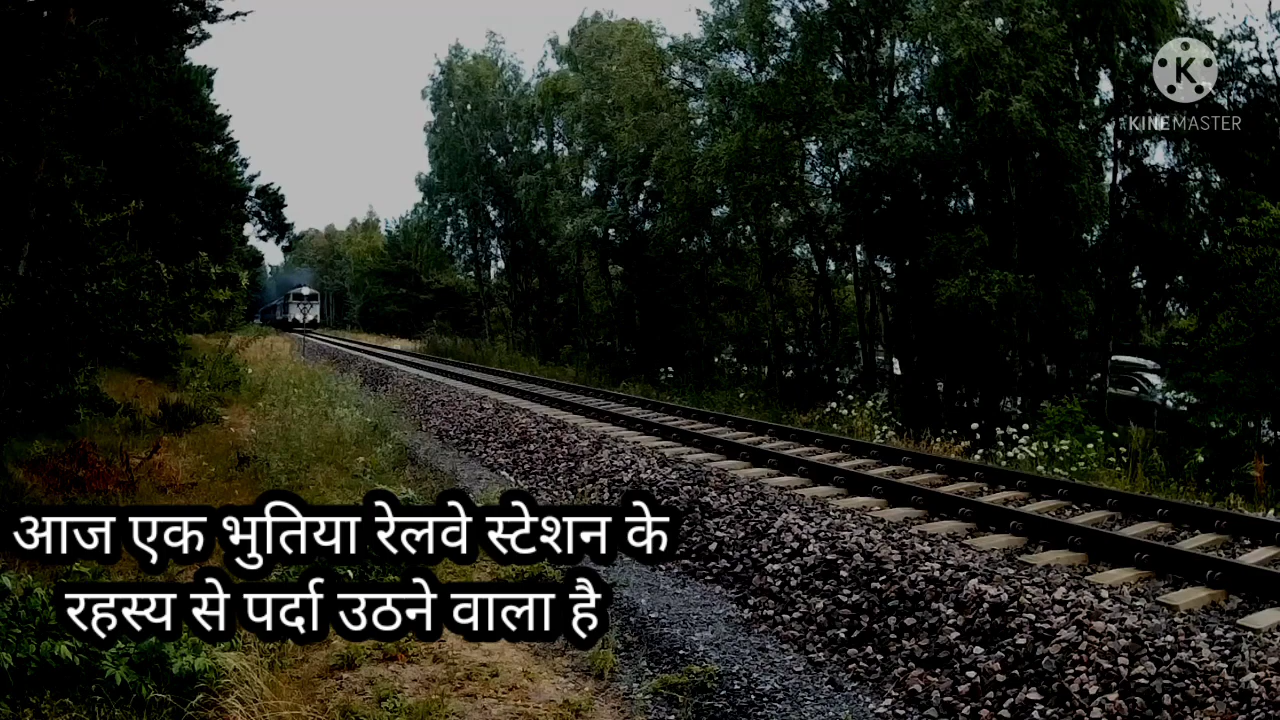 K
KINEMASTER
आज एक भुतिया रेलवे स्टेशन के
रहस्य से पर्दा उठने वाला है